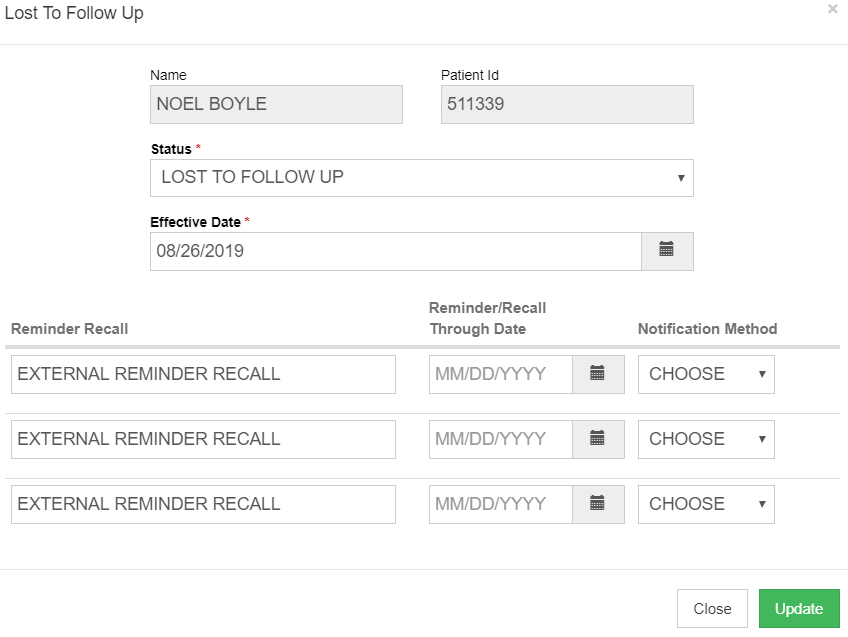 Lost To Follow Up ×
Name Patient Id
NOEL BOYLE 511339
Status *
LOST TO FOLLOW UP
Effective Date *
08/26/2019
Reminder Recall Reminder/Recall Through Date Notification Method
EXTERNAL REMINDER RECALL MM/DD/YYYY CHOOSE
EXTERNAL REMINDER RECALL MM/DD/YYYY CHOOSE
EXTERNAL REMINDER RECALL MM/DD/YYYY CHOOSE
Close Update